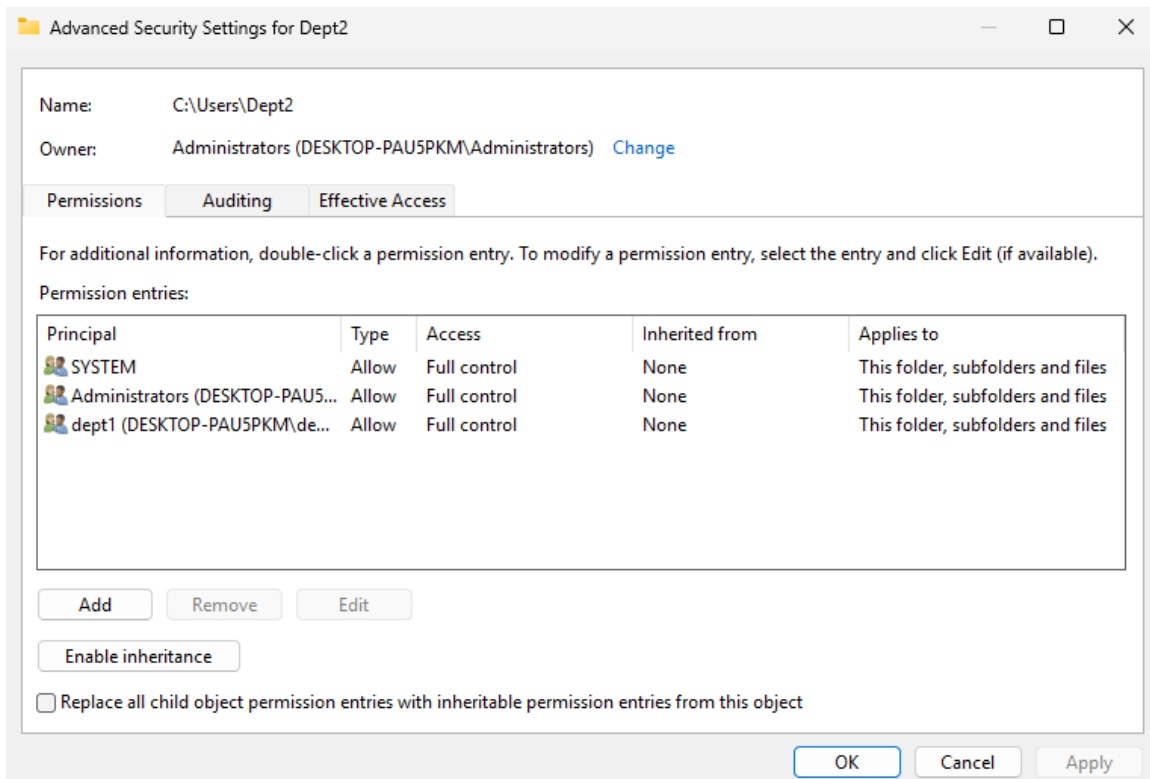 Advanced Security Settings for Dept2
Name: C:\Users\Dept2
Owner: Administrators (DESKTOP-PAU5PKM\Administrators) Change
Permissions Auditing Effective Access
For additional information, double-click a permission entry. To modify a permission entry, select the entry and click Edit (if available).
Permission entries:
Principal Type Access Inherited from Applies to
SYSTEM Allow Full control None This folder, subfolders and files
Administrators (DESKTOP-PAU5... Allow Full control None This folder, subfolders and files
dept1 (DESKTOP-PAU5PKM\de... Allow Full control None This folder, subfolders and files
Add Remove Edit
Enable inheritance
Replace all child object permission entries with inheritable permission entries from this object
OK Cancel Apply